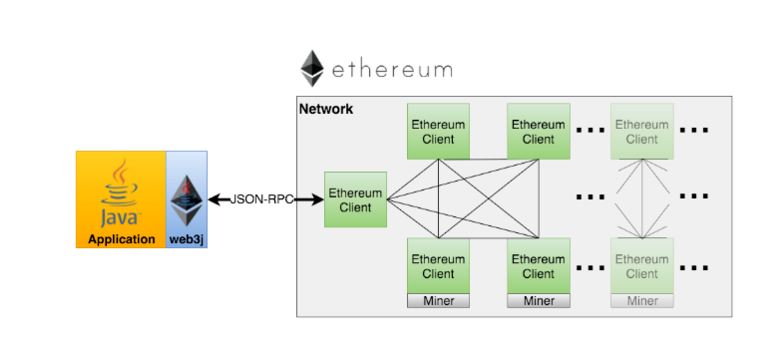 ethereum
Network
Ethereum
Client
Ethereum
Client
Ethereum
Client
Java
Application
web3j
JSON-RPC
Ethereum
Client
Ethereum
Client
Miner
Ethereum
Client
Miner
Ethereum
Client
Miner